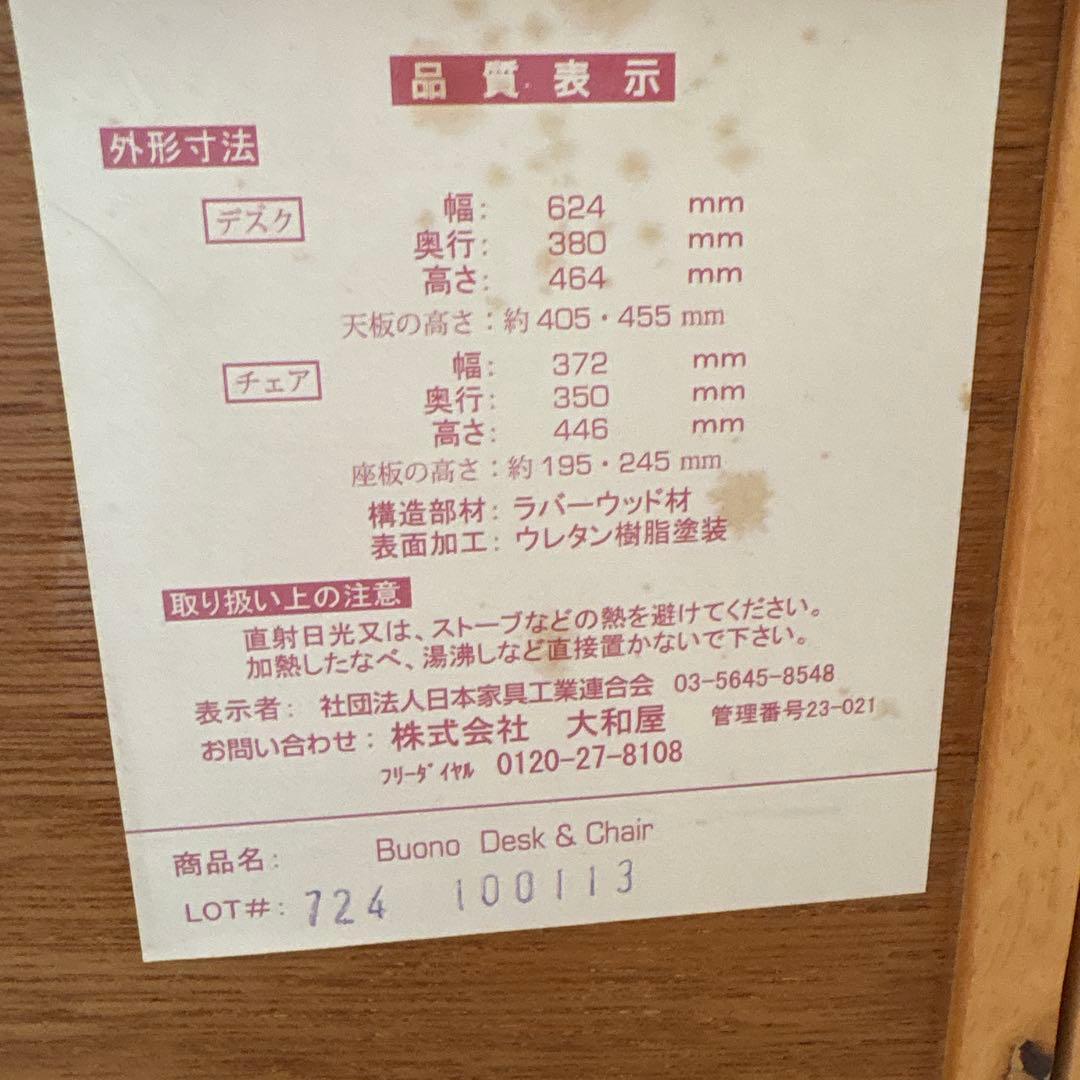 品質表示
外形寸法
デスク 幅: 624 mm
奥行: 380 mm
高さ: 464 mm
天板の高さ:約405・455mm
チェア 幅: 372 mm
奥行: 350 mm
高さ: 446 mm
座板の高さ:約195・245mm
構造部材:ラバーウッド材
表面加工:ウレタン樹脂塗装
取り扱い上の注意
直射日光又は、ストーブなどの熱を避けてください。
加熱したなべ、湯沸しなど直接置かないで下さい。
表示者: 社団法人日本家具工業連合会 03-5645-8548
お問い合わせ:株式会社 大和屋 管理番号23-021
フリーダイヤル 0120-27-8108
商品名: Buono Desk & Chair
LOT#: 724 100113